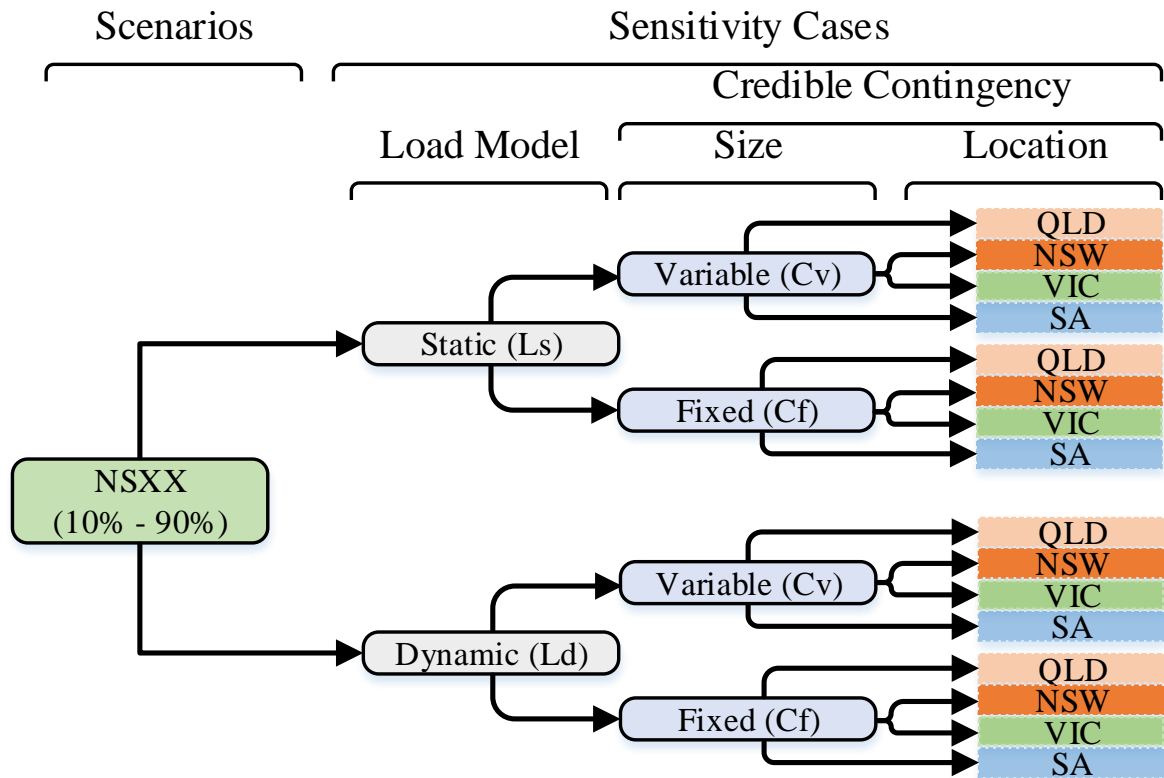 Scenarios
Sensitivity Cases
Credible Contingency
Load Model
Size
Location
QLD
NSW
Variable (Cv)
VIC
SA
Static (Ls)
QLD
NSW
Fixed (Cf)
VIC
SA
NSXX
(10% - 90%)
QLD
NSW
Variable (Cv)
VIC
SA
Dynamic (Ld)
QLD
NSW
Fixed (Cf)
VIC
SA